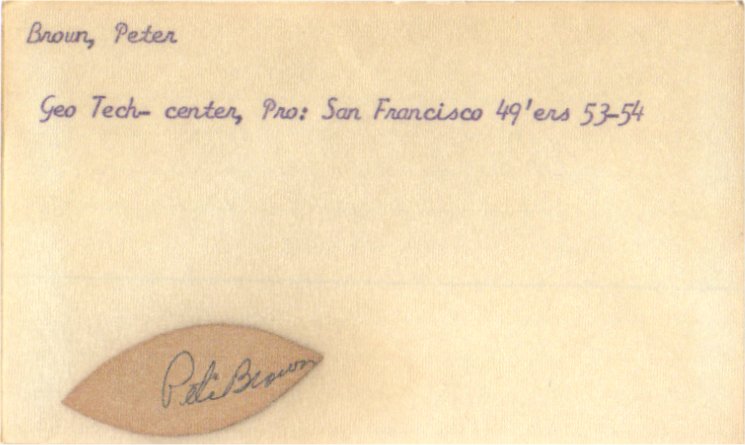 Brown, Peter
Geo Tech- center, Pro: San Francisco 49'ers 53-54
Pete Brown